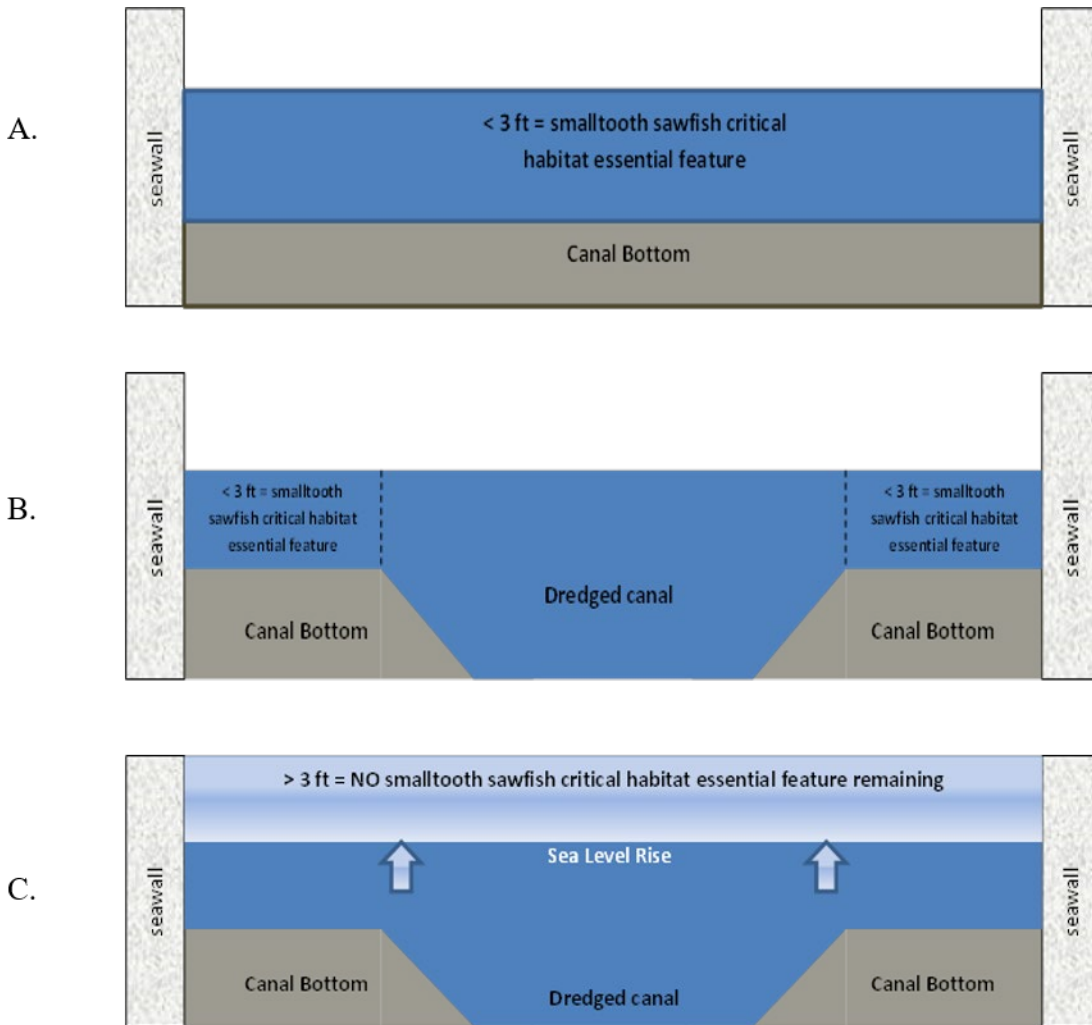 A.
seawall
< 3 ft = smalltooth sawfish critical
habitat essential feature
Canal Bottom
seawall
B.
seawall
< 3 ft = smalltooth
sawfish critical habitat
essential feature
Canal Bottom
Dredged canal
< 3 ft = smalltooth
sawfish critical habitat
essential feature
Canal Bottom
seawall
C.
seawall
> 3 ft = NO smalltooth sawfish critical habitat essential feature remaining
Sea Level Rise
Canal Bottom
Dredged canal
Canal Bottom
seawall